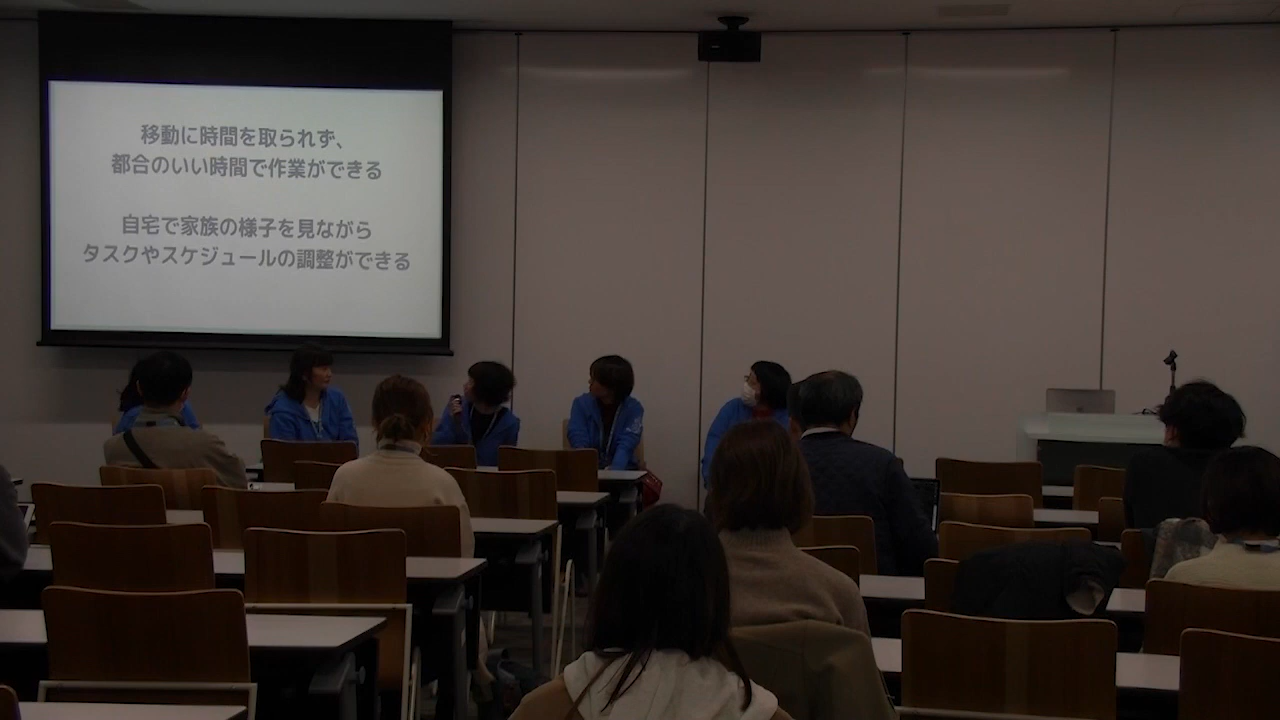 移動に時間を取られず、
都合のいい時間で作業ができる
自宅で家族の様子を見ながら
タスクやスケジュールの調整ができる